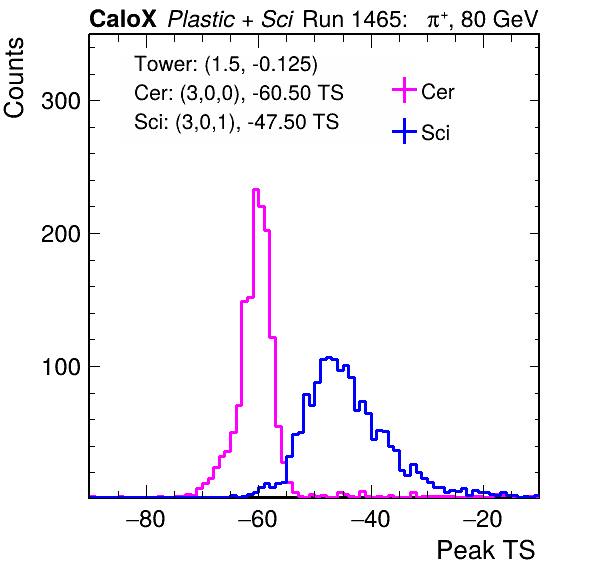 CaloX Plastic + Sci Run 1465: π⁺, 80 GeV
Counts
Tower: (1.5, -0.125)
Cer: (3,0,0), -60.50 TS
Sci: (3,0,1), -47.50 TS
Cer
Sci
300
200
100
−80 −60 −40 −20
Peak TS